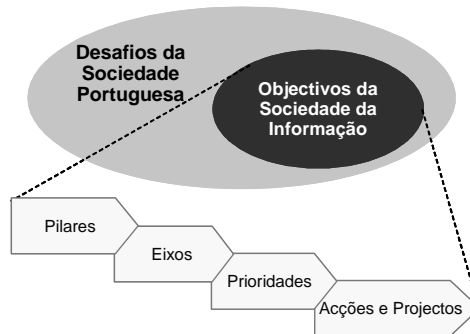 Desafios da
Sociedade
Portuguesa
Objectivos da
Sociedade da
Informação
Pilares
Eixos
Prioridades
Acções e Projectos